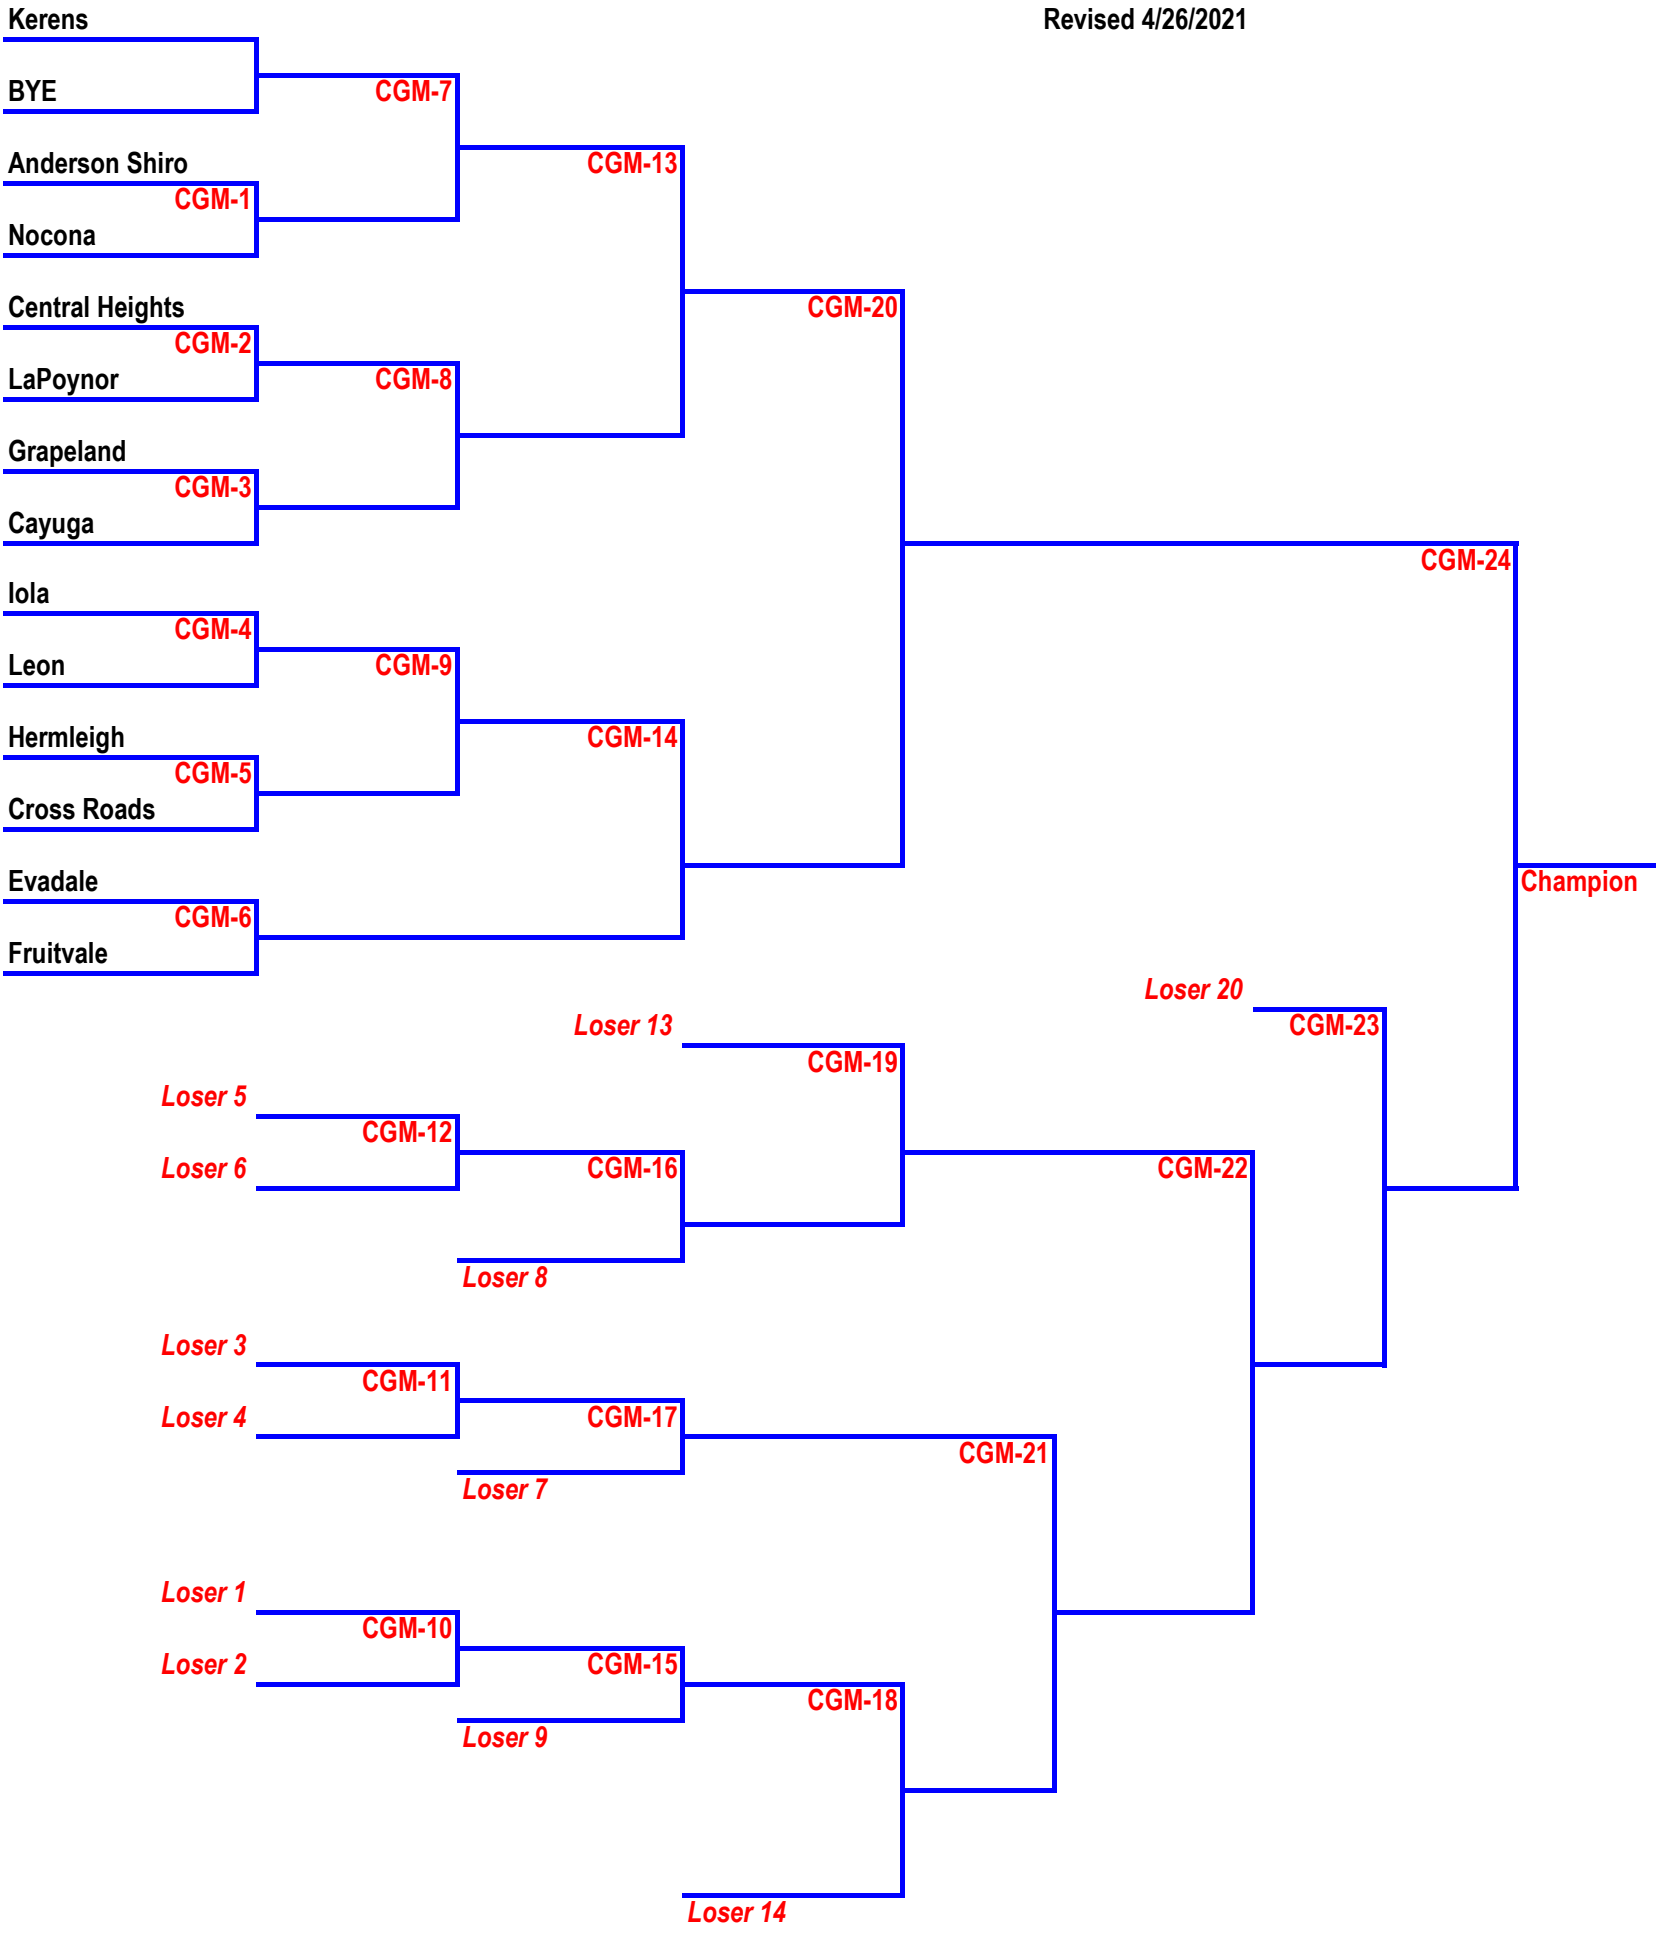 Kerens
Revised 4/26/2021
BYE
CGM-7
Anderson Shiro
CGM-13
CGM-1
Nocona
Central Heights
CGM-20
CGM-2
LaPoynor
CGM-8
Grapeland
CGM-3
Cayuga
CGM-24
Iola
CGM-4
Leon
CGM-9
Hermleigh
CGM-14
CGM-5
Cross Roads
Evadale
Champion
CGM-6
Fruitvale
Loser 20
Loser 13
CGM-23
CGM-19
Loser 5
CGM-12
Loser 6
CGM-16
CGM-22
Loser 8
Loser 3
CGM-11
Loser 4
CGM-17
CGM-21
Loser 7
Loser 1
CGM-10
Loser 2
CGM-15
CGM-18
Loser 9
Loser 14